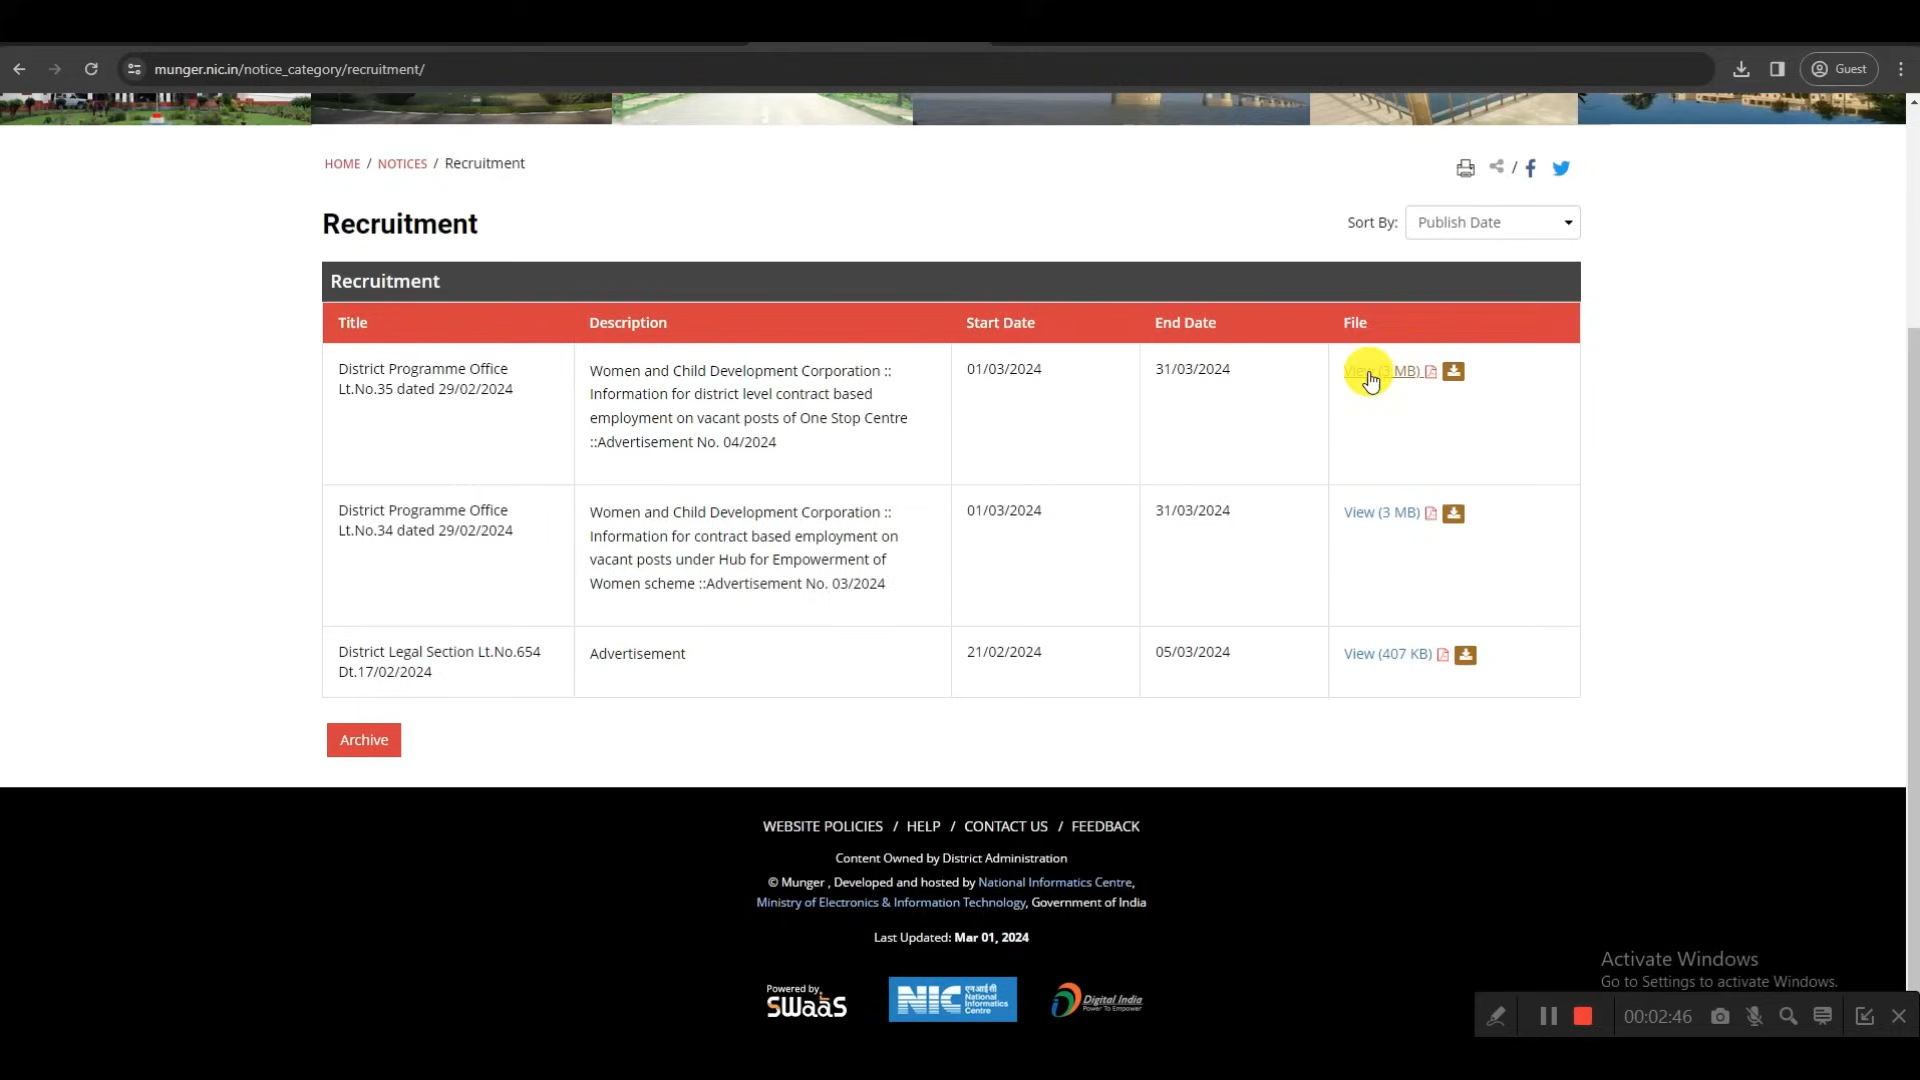 munger.nic.in/notice_category/recruitment/
Guest
HOME / NOTICES / Recruitment
/
Recruitment
Sort By: Publish Date
Recruitment
Title Description Start Date End Date File
District Programme Office
Lt.No.35 dated 29/02/2024
Women and Child Development Corporation ::
Information for district level contract based
employment on vacant posts of One Stop Centre
::Advertisement No. 04/2024
01/03/2024
31/03/2024
View (3 MB)
District Programme Office
Lt.No.34 dated 29/02/2024
Women and Child Development Corporation ::
Information for contract based employment on
vacant posts under Hub for Empowerment of
Women scheme ::Advertisement No. 03/2024
01/03/2024
31/03/2024
View (3 MB)
District Legal Section Lt.No.654
Dt.17/02/2024
Advertisement
21/02/2024
05/03/2024
View (407 KB)
Archive
WEBSITE POLICIES / HELP / CONTACT US / FEEDBACK
Content Owned by District Administration
© Munger , Developed and hosted by National Informatics Centre,
Ministry of Electronics & Information Technology, Government of India
Last Updated: Mar 01, 2024
Powered by
SWaaS
NIC एन आई सी
National
Informatics
Centre
Digital India
Power To Empower
Activate Windows
Go to Settings to activate Windows.
00:02:46